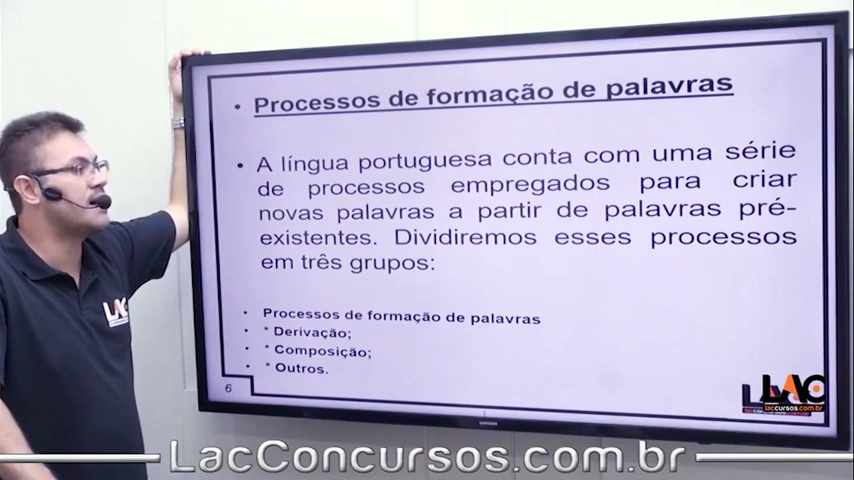 • Processos de formação de palavras
• A língua portuguesa conta com uma série
de processos empregados para criar
novas palavras a partir de palavras pré-
existentes. Dividiremos esses processos
em três grupos:
• Processos de formação de palavras
• * Derivação;
• * Composição;
• * Outros.
6
LAC
LAC
laccursos.com.br
SAMSUNG
LacConcursos.com.br